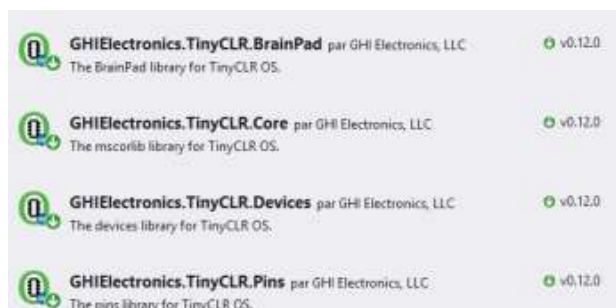 GHIElectronics.TinyCLR.BrainPad par GHI Electronics, LLC v0.12.0
The BrainPad library for TinyCLR OS.
GHIElectronics.TinyCLR.Core par GHI Electronics, LLC v0.12.0
The mscorlib library for TinyCLR OS.
GHIElectronics.TinyCLR.Devices par GHI Electronics, LLC v0.12.0
The devices library for TinyCLR OS.
GHIElectronics.TinyCLR.Pins par GHI Electronics, LLC v0.12.0
The pins library for TinyCLR OS.